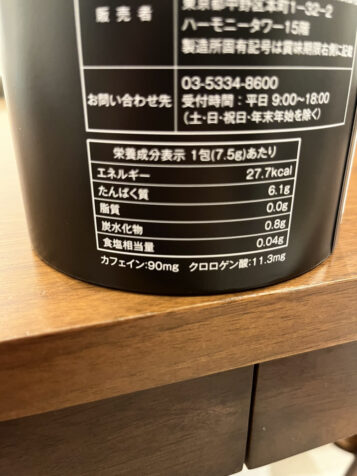 販売者
東京都中野区本町1-32-2
ハーモニータワー15階
製造所固有記号は賞味期限右側に記載
お問い合わせ先
03-5334-8600
受付時間:平日 9:00~18:00
(土・日・祝日・年末年始を除く)
栄養成分表示 1包(7.5g)あたり
エネルギー 27.7kcal
たんぱく質 6.1g
脂質 0.0g
炭水化物 0.8g
食塩相当量 0.04g
カフェイン:90mg クロロゲン酸:11.3mg